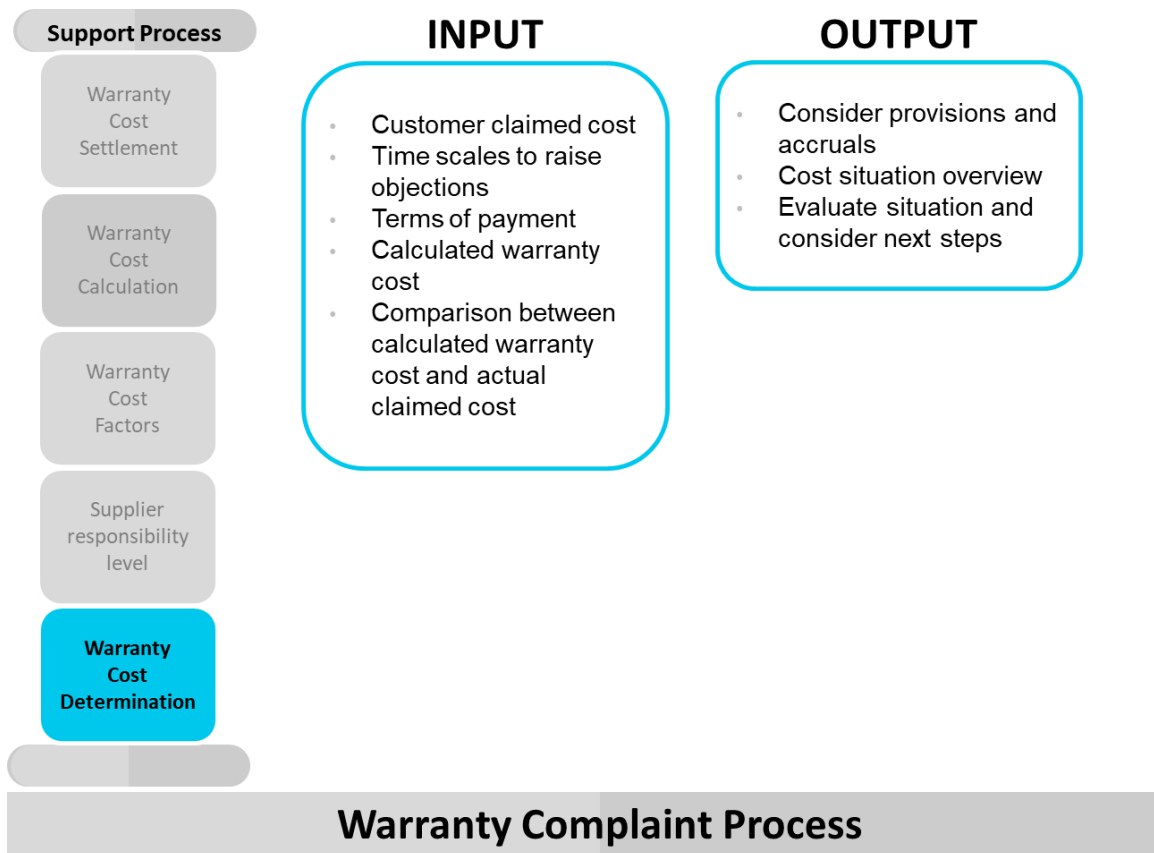 Support Process
Warranty
Cost
Settlement
Warranty
Cost
Calculation
Warranty
Cost
Factors
Supplier
responsibility
level
Warranty
Cost
Determination
INPUT
• Customer claimed cost
• Time scales to raise
objections
• Terms of payment
• Calculated warranty
cost
• Comparison between
calculated warranty
cost and actual
claimed cost
OUTPUT
• Consider provisions and
accruals
• Cost situation overview
• Evaluate situation and
consider next steps
Warranty Complaint Process